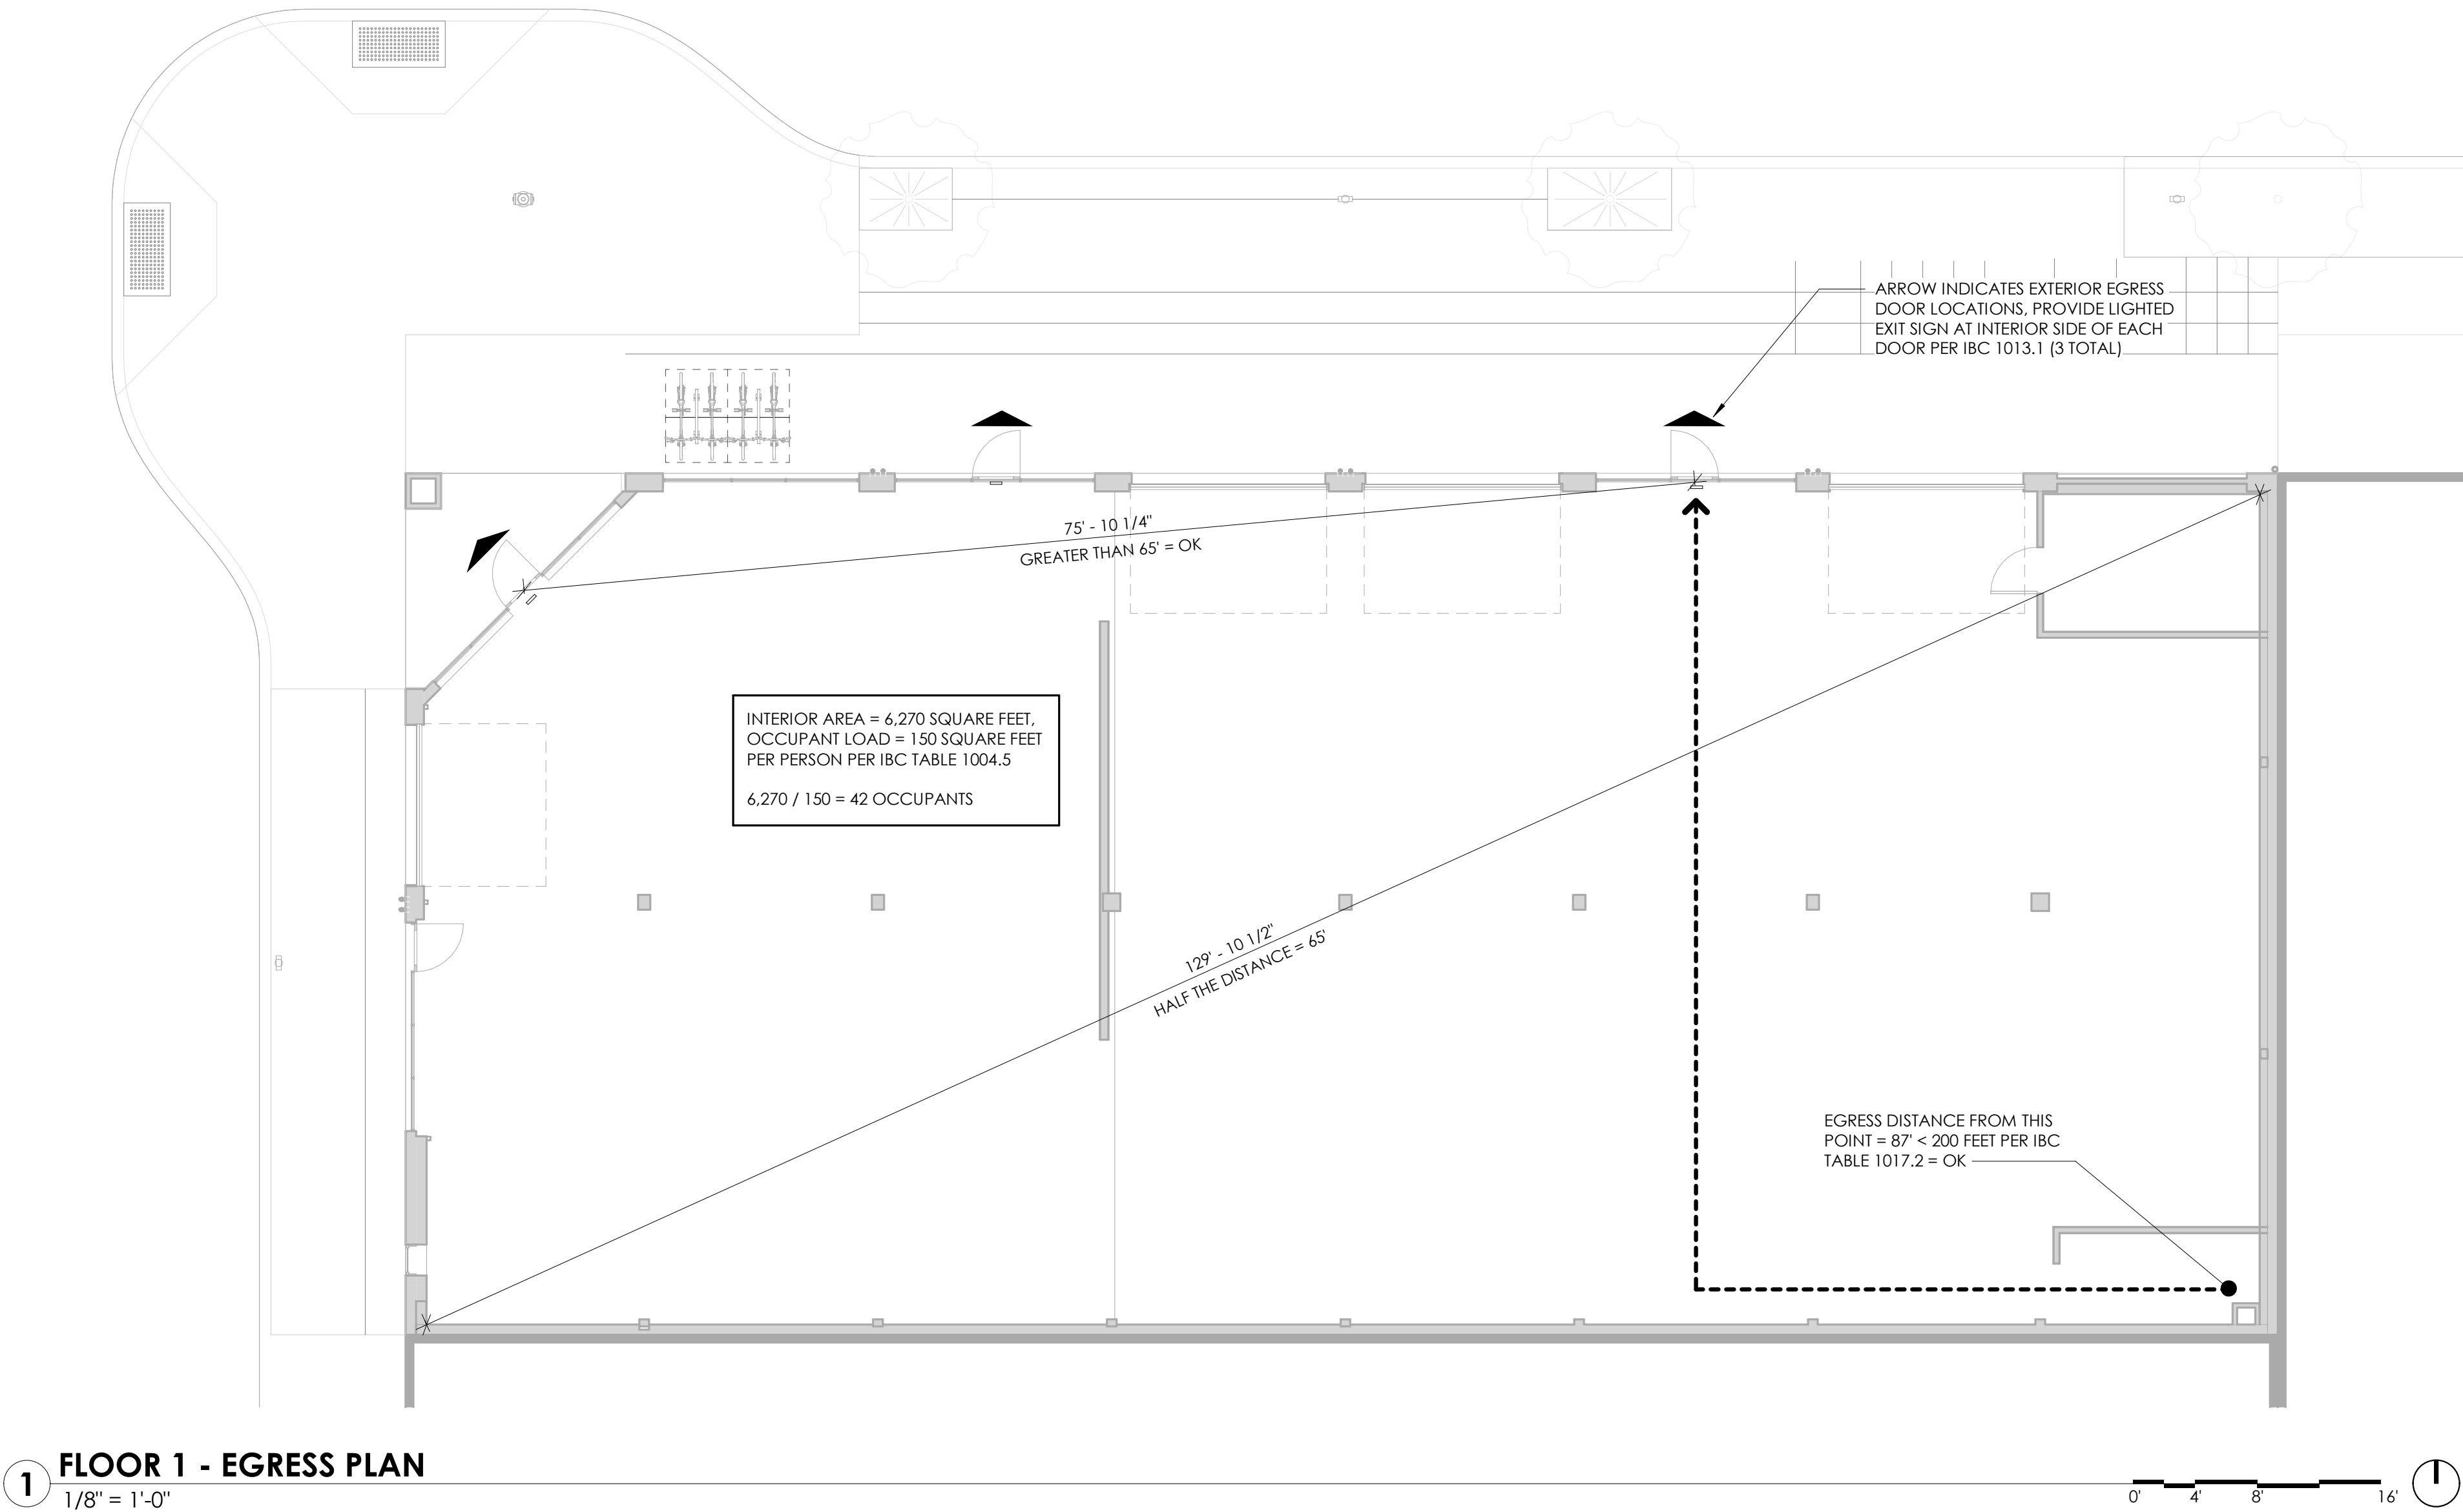 ARROW INDICATES EXTERIOR EGRESS
DOOR LOCATIONS, PROVIDE LIGHTED
EXIT SIGN AT INTERIOR SIDE OF EACH
DOOR PER IBC 1013.1 (3 TOTAL)
75' - 10 1/4"
GREATER THAN 65' = OK
INTERIOR AREA = 6,270 SQUARE FEET,
OCCUPANT LOAD = 150 SQUARE FEET
PER PERSON PER IBC TABLE 1004.5
6,270 / 150 = 42 OCCUPANTS
129' - 10 1/2"
HALF THE DISTANCE = 65'
EGRESS DISTANCE FROM THIS
POINT = 87' < 200 FEET PER IBC
TABLE 1017.2 = OK
1 FLOOR 1 - EGRESS PLAN
1/8" = 1'-0"
0' 4' 8' 16'